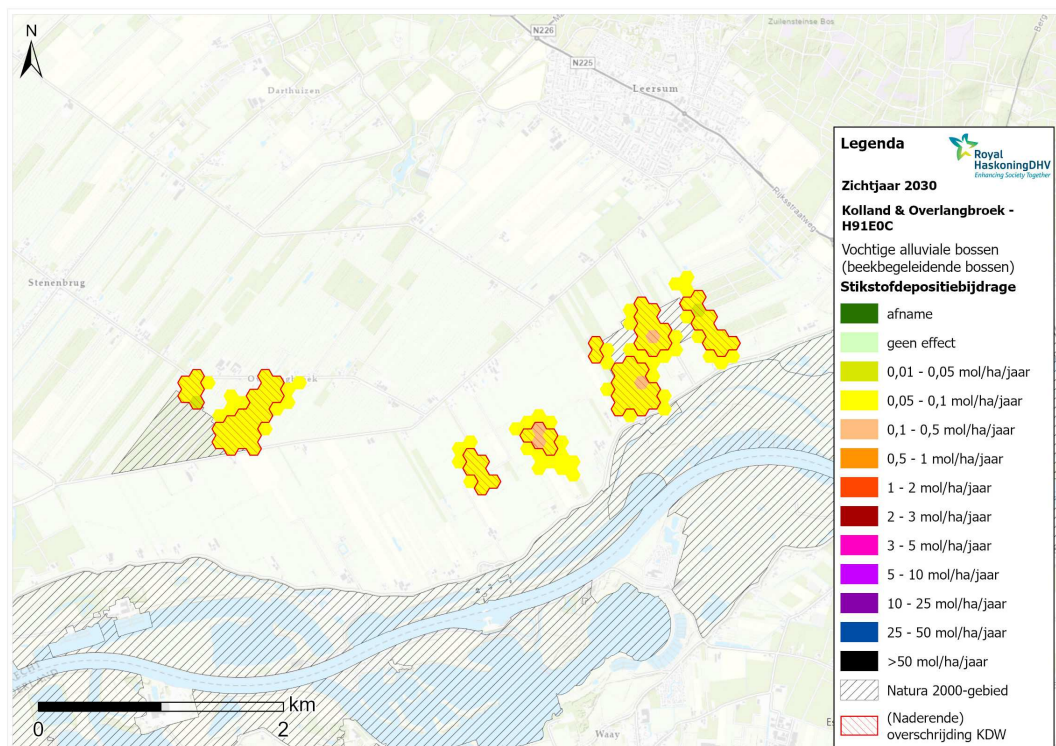 N
N226
Zuilensteinse Bos
Berg
N225
Darthuizen
Leersum
Rijksstraatweg
Stenenbrug
Waay
0
2
km
Legenda
Royal
HaskoningDHV
Enhancing Society Together
Zichtjaar 2030
Kolland & Overlangbroek -
H91E0C
Vochtige alluviale bossen
(beekbegeleidende bossen)
Stikstofdepositiebijdrage
afname
geen effect
0,01 - 0,05 mol/ha/jaar
0,05 - 0,1 mol/ha/jaar
0,1 - 0,5 mol/ha/jaar
0,5 - 1 mol/ha/jaar
1 - 2 mol/ha/jaar
2 - 3 mol/ha/jaar
3 - 5 mol/ha/jaar
5 - 10 mol/ha/jaar
10 - 25 mol/ha/jaar
25 - 50 mol/ha/jaar
>50 mol/ha/jaar
Natura 2000-gebied
(Naderende)
overschrijding KDW